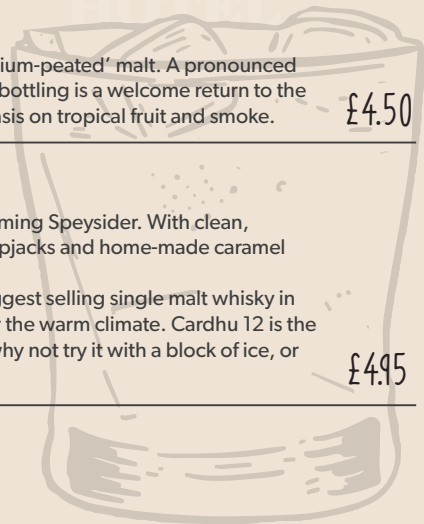 ium-peated’ malt. A pronounced
bottling is a welcome return to the
sis on tropical fruit and smoke.
£4.50
ming Speysider. With clean,
pjacks and home-made caramel
ggest selling single malt whisky in
the warm climate. Cardhu 12 is the
hy not try it with a block of ice, or
£4.95